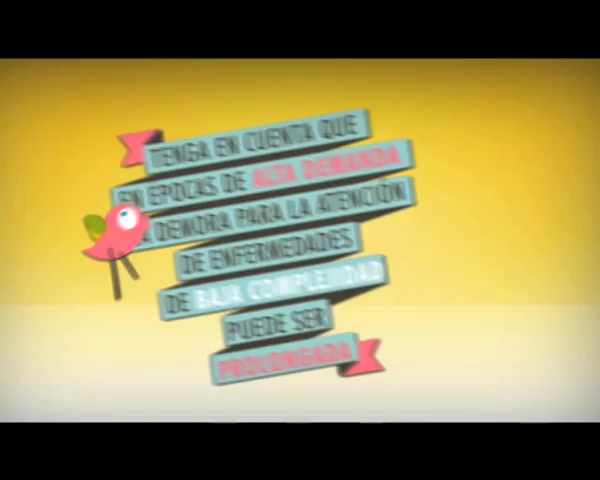 TENGA EN CUENTA QUE
EN EPOCAS DE ALTA DEMANDA
LA DEMORA PARA LA ATENCIÓN
DE ENFERMEDADES
DE BAJA COMPLEJIDAD
PUEDE SER
PROLONGADA